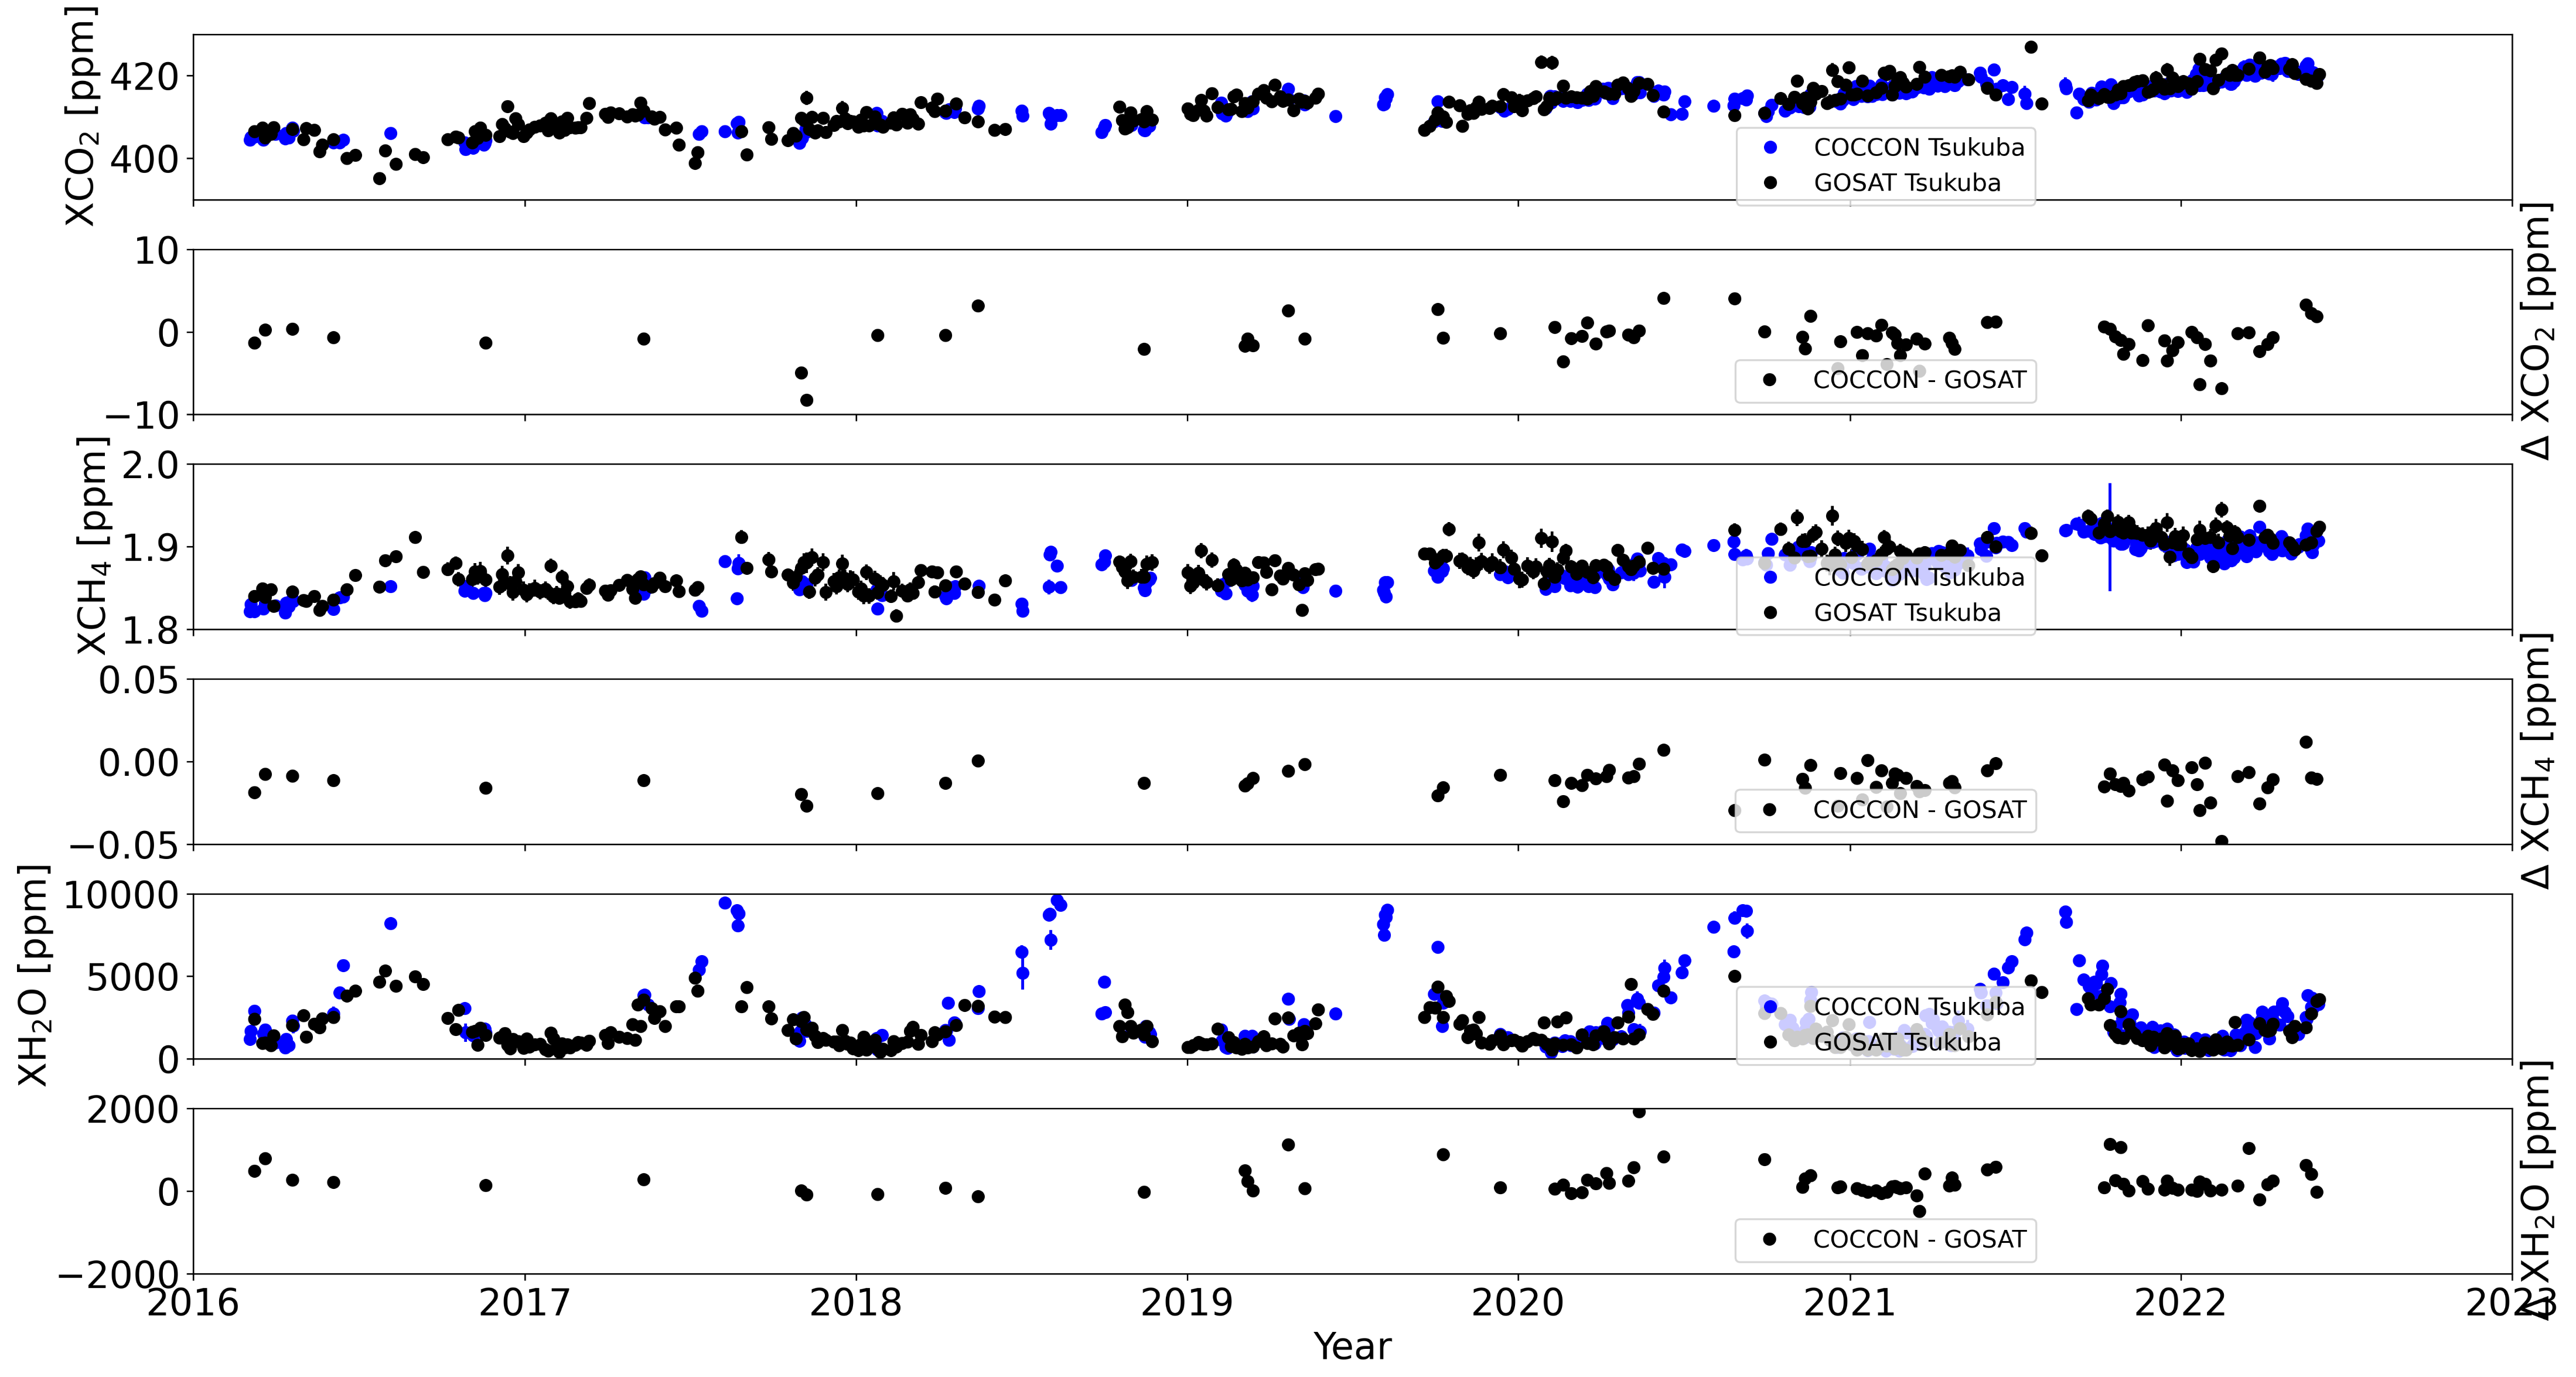 XCO₂ [ppm]
420
400
COCCON Tsukuba
GOSAT Tsukuba
10
0
−10
COCCON - GOSAT
Δ XCO₂ [ppm]
XCH₄ [ppm]
2.0
1.9
1.8
COCCON Tsukuba
GOSAT Tsukuba
0.05
0.00
−0.05
COCCON - GOSAT
Δ XCH₄ [ppm]
XH₂O [ppm]
10000
5000
0
COCCON Tsukuba
GOSAT Tsukuba
2000
0
−2000
COCCON - GOSAT
Δ XH₂O [ppm]
2016 2017 2018 2019 2020 2021 2022 2023
Year